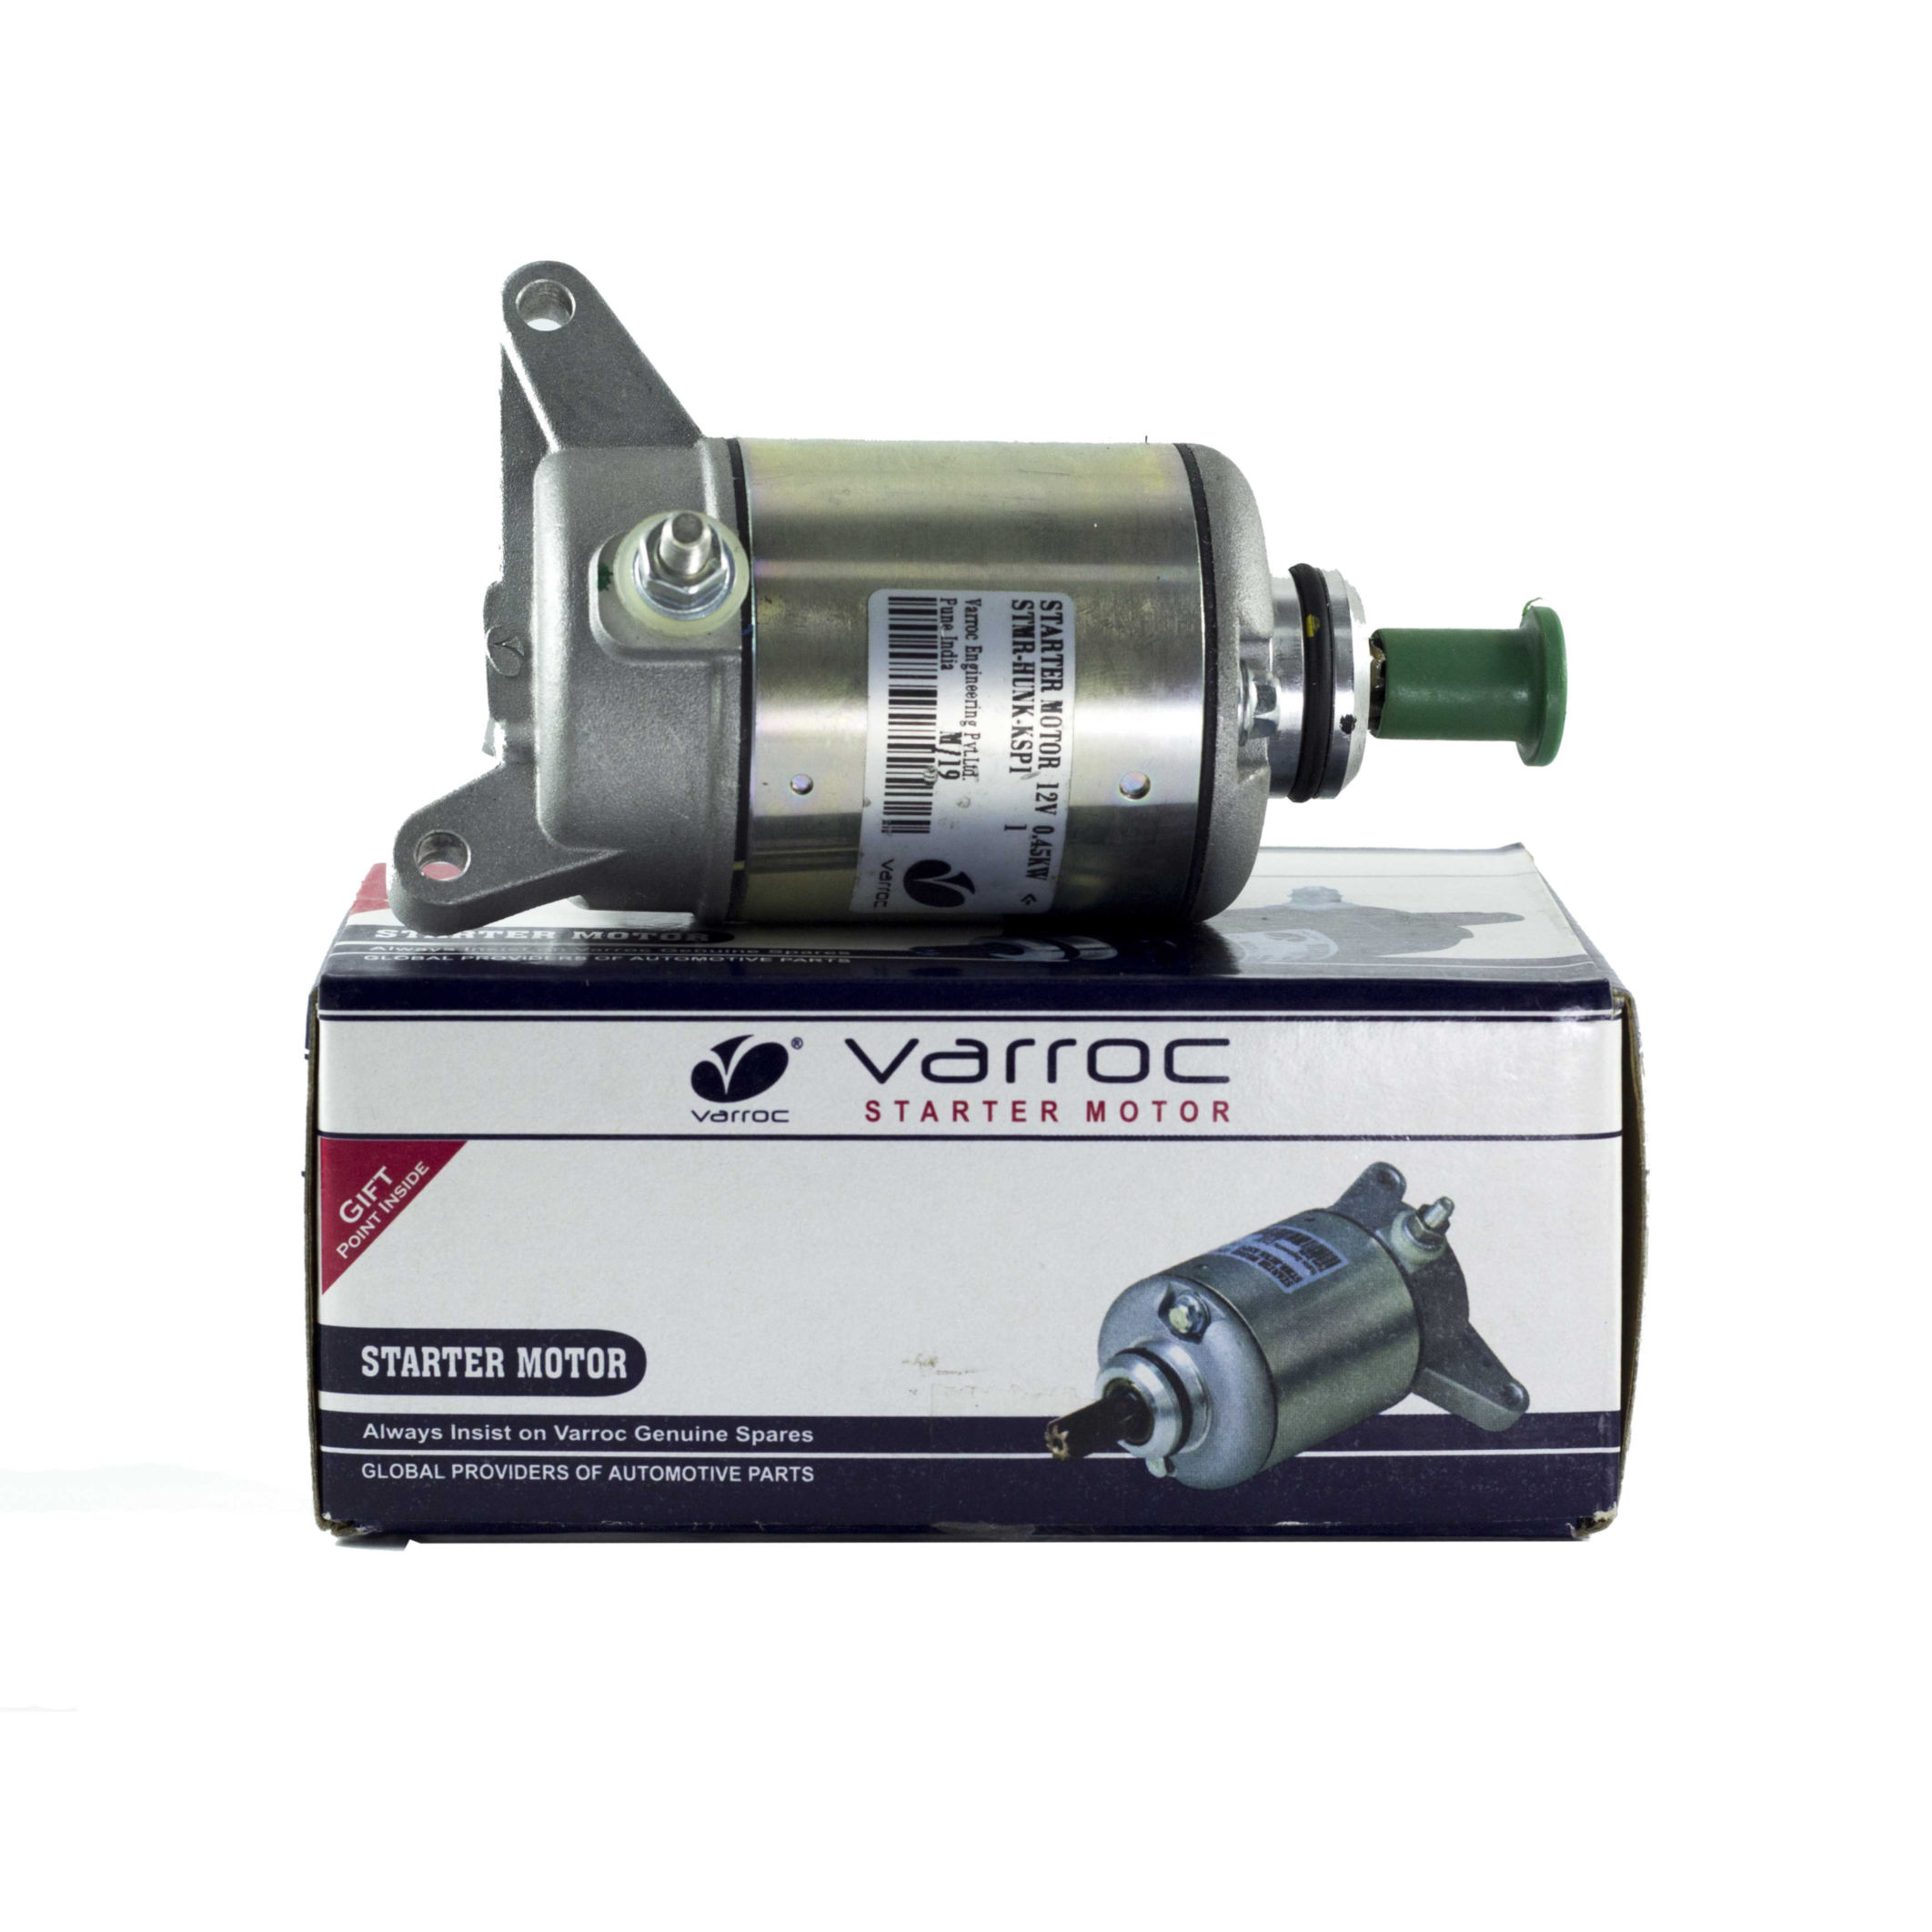 STARTER MOTOR 12V 0.45KW
STMR-HUNK-KSP1 1
Varroc Engineering Pvt.Ltd.
Pune India M/19
varroc
STARTER MOTOR
Always Insist on Varroc Genuine Spares
GLOBAL PROVIDERS OF AUTOMOTIVE PARTS
varroc
varroc
STARTER MOTOR
GIFT
POINT INSIDE
STARTER MOTOR
Always Insist on Varroc Genuine Spares
GLOBAL PROVIDERS OF AUTOMOTIVE PARTS